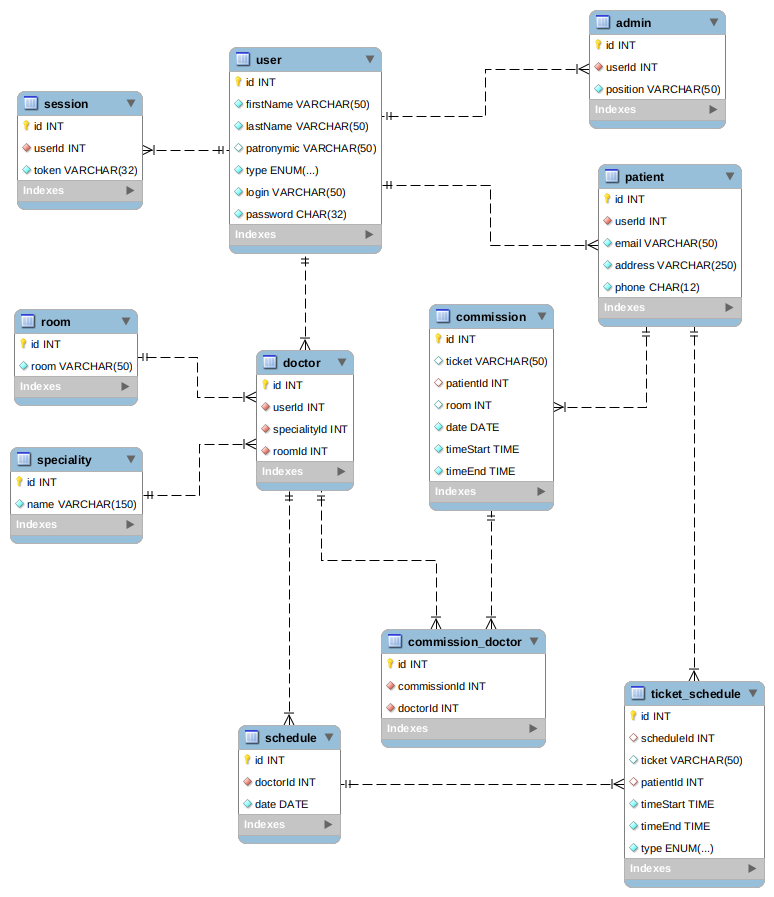 admin
id INT
userId INT
position VARCHAR(50)
Indexes
user
id INT
firstName VARCHAR(50)
lastName VARCHAR(50)
patronymic VARCHAR(50)
type ENUM(...)
login VARCHAR(50)
password CHAR(32)
Indexes
session
id INT
userId INT
token VARCHAR(32)
Indexes
patient
id INT
userId INT
email VARCHAR(50)
address VARCHAR(250)
phone CHAR(12)
Indexes
room
id INT
room VARCHAR(50)
Indexes
commission
id INT
ticket VARCHAR(50)
patientId INT
room INT
date DATE
timeStart TIME
timeEnd TIME
Indexes
doctor
id INT
userId INT
specialityId INT
roomId INT
Indexes
speciality
id INT
name VARCHAR(150)
Indexes
commission_doctor
id INT
commissionId INT
doctorId INT
Indexes
ticket_schedule
id INT
scheduleId INT
ticket VARCHAR(50)
patientId INT
timeStart TIME
timeEnd TIME
type ENUM(...)
Indexes
schedule
id INT
doctorId INT
date DATE
Indexes